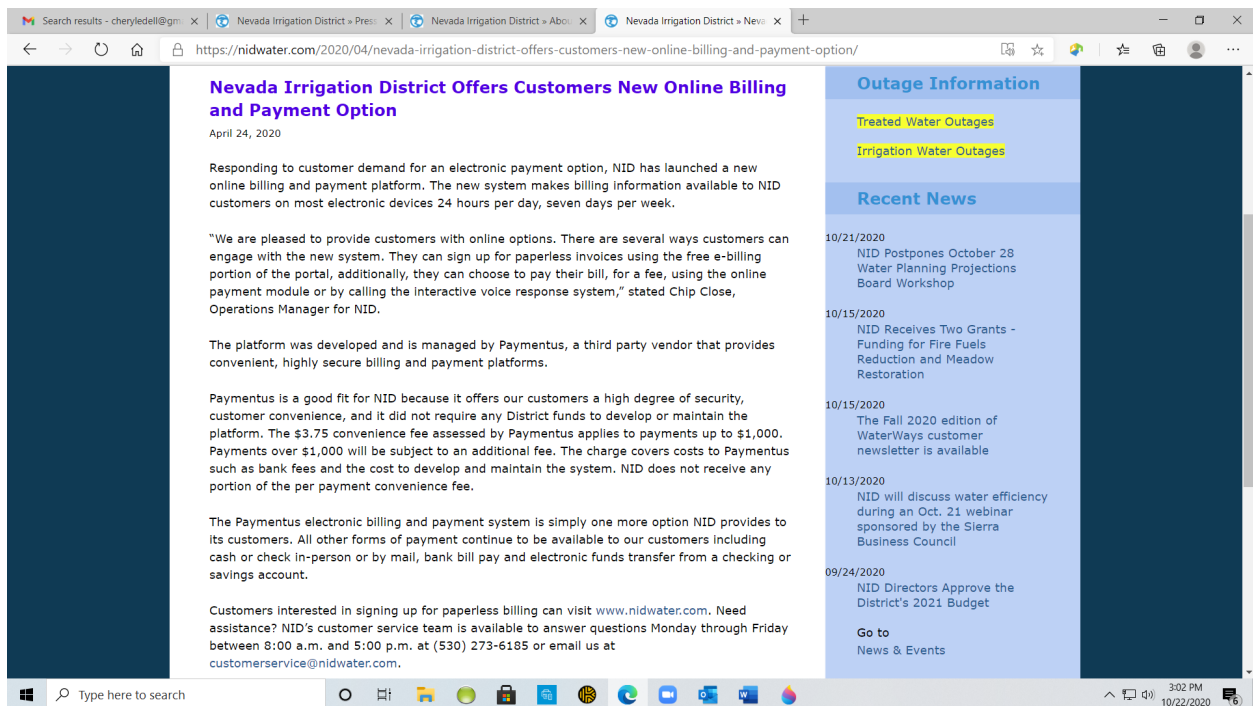 Search results - cheryledell@gm
Nevada Irrigation District » Press
Nevada Irrigation District » Abou
Nevada Irrigation District » Neva
https://nidwater.com/2020/04/nevada-irrigation-district-offers-customers-new-online-billing-and-payment-option/
Nevada Irrigation District Offers Customers New Online Billing
and Payment Option
April 24, 2020
Responding to customer demand for an electronic payment option, NID has launched a new
online billing and payment platform. The new system makes billing information available to NID
customers on most electronic devices 24 hours per day, seven days per week.
“We are pleased to provide customers with online options. There are several ways customers can
engage with the new system. They can sign up for paperless invoices using the free e-billing
portion of the portal, additionally, they can choose to pay their bill, for a fee, using the online
payment module or by calling the interactive voice response system,” stated Chip Close,
Operations Manager for NID.
The platform was developed and is managed by Paymentus, a third party vendor that provides
convenient, highly secure billing and payment platforms.
Paymentus is a good fit for NID because it offers our customers a high degree of security,
customer convenience, and it did not require any District funds to develop or maintain the
platform. The $3.75 convenience fee assessed by Paymentus applies to payments up to $1,000.
Payments over $1,000 will be subject to an additional fee. The charge covers costs to Paymentus
such as bank fees and the cost to develop and maintain the system. NID does not receive any
portion of the per payment convenience fee.
The Paymentus electronic billing and payment system is simply one more option NID provides to
its customers. All other forms of payment continue to be available to our customers including
cash or check in-person or by mail, bank bill pay and electronic funds transfer from a checking or
savings account.
Customers interested in signing up for paperless billing can visit www.nidwater.com. Need
assistance? NID’s customer service team is available to answer questions Monday through Friday
between 8:00 a.m. and 5:00 p.m. at (530) 273-6185 or email us at
customerservice@nidwater.com.
Outage Information
Treated Water Outages
Irrigation Water Outages
Recent News
10/21/2020
NID Postpones October 28
Water Planning Projections
Board Workshop
10/15/2020
NID Receives Two Grants -
Funding for Fire Fuels
Reduction and Meadow
Restoration
10/15/2020
The Fall 2020 edition of
WaterWays customer
newsletter is available
10/13/2020
NID will discuss water efficiency
during an Oct. 21 webinar
sponsored by the Sierra
Business Council
09/24/2020
NID Directors Approve the
District's 2021 Budget
Go to
News & Events
Type here to search
3:02 PM
10/22/2020
6